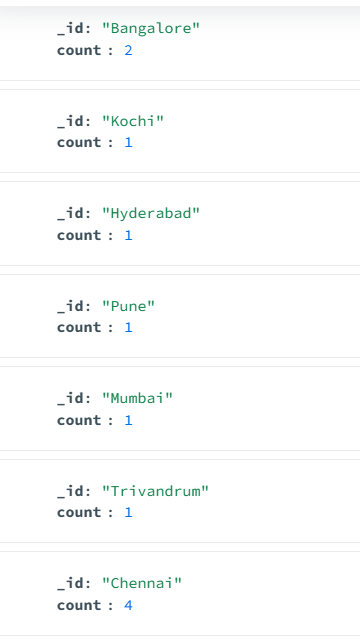 _id: "Bangalore"
count : 2
_id: "Kochi"
count : 1
_id: "Hyderabad"
count : 1
_id: "Pune"
count : 1
_id: "Mumbai"
count : 1
_id: "Trivandrum"
count : 1
_id: "Chennai"
count : 4